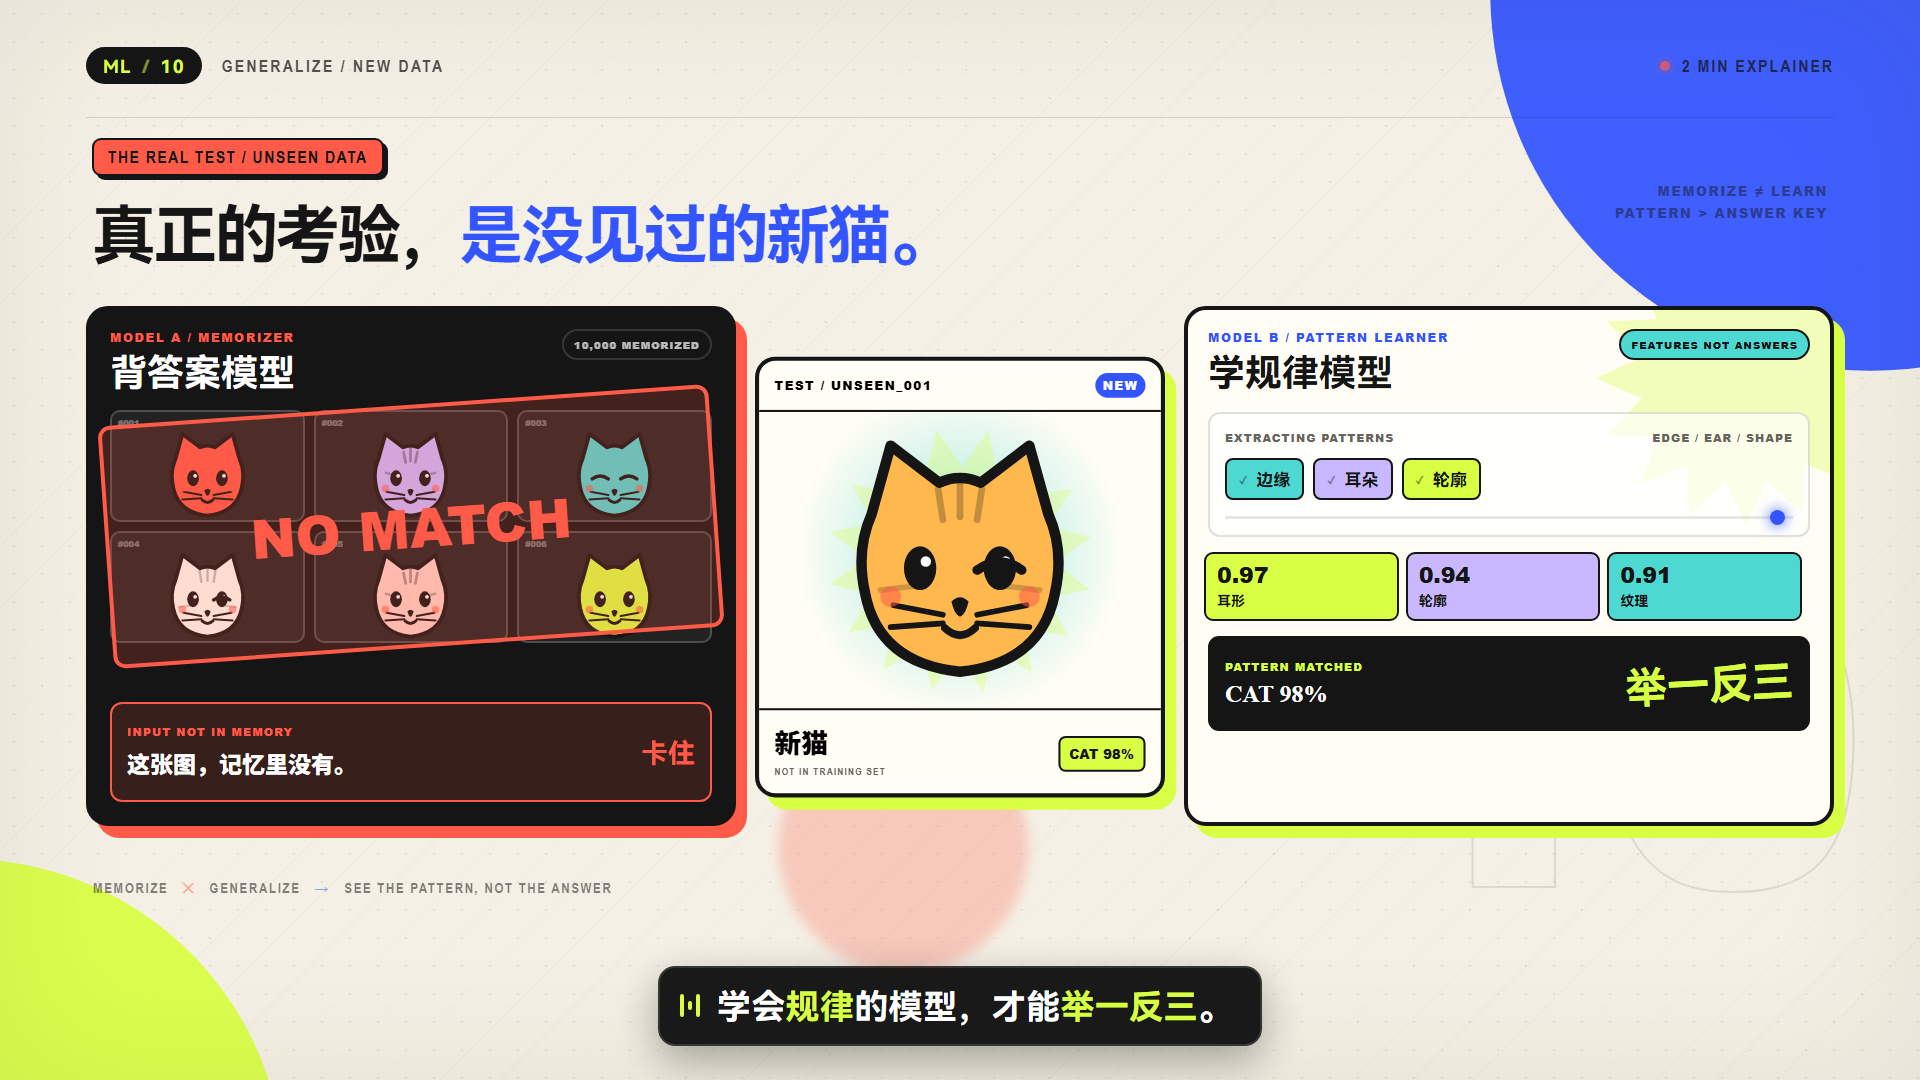 ML / 10
GENERALIZE / NEW DATA
2 MIN EXPLAINER
THE REAL TEST / UNSEEN DATA
真正的考验，是没见过的新猫。
MEMORIZE ≠ LEARN
PATTERN > ANSWER KEY
MODEL A / MEMORIZER
背答案模型
10,000 MEMORIZED
#001
#002
#003
#004
#006
NO MATCH
INPUT NOT IN MEMORY
这张图，记忆里没有。
卡住
TEST / UNSEEN_001
NEW
新猫
NOT IN TRAINING SET
CAT 98%
MODEL B / PATTERN LEARNER
学规律模型
FEATURES NOT ANSWERS
EXTRACTING PATTERNS
EDGE / EAR / SHAPE
✓ 边缘
✓ 耳朵
✓ 轮廓
0.97
耳形
0.94
轮廓
0.91
纹理
PATTERN MATCHED
CAT 98%
举一反三
MEMORIZE ✕ GENERALIZE → SEE THE PATTERN, NOT THE ANSWER
学会规律的模型，才能举一反三。